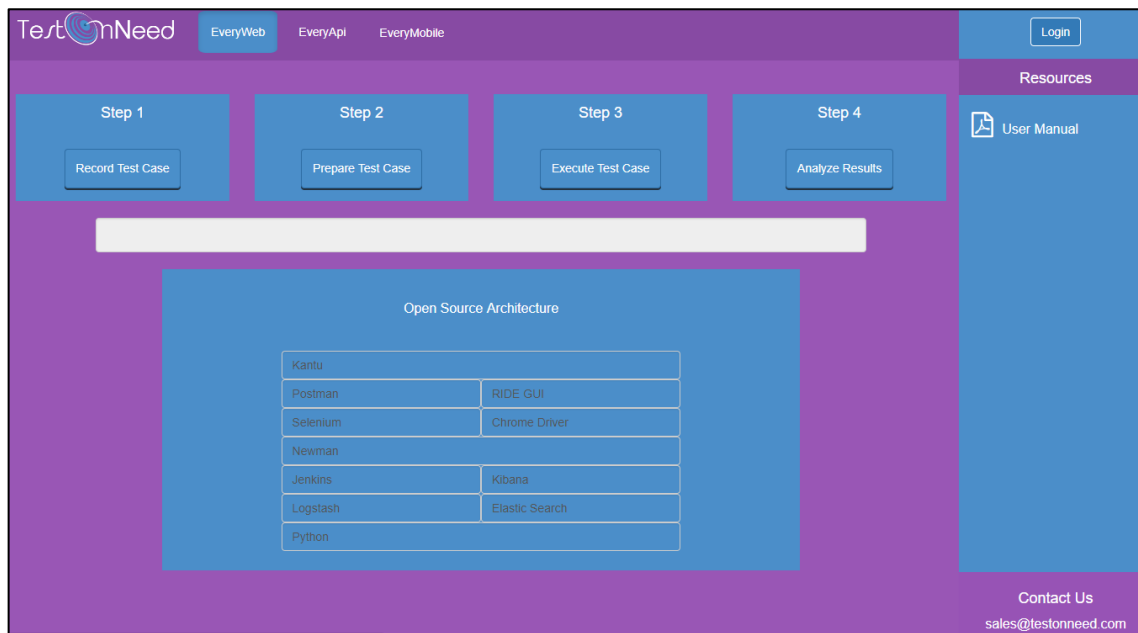 TestOnNeed EveryWeb EveryApi EveryMobile Login
Resources
User Manual
Step 1 Step 2 Step 3 Step 4
Record Test Case Prepare Test Case Execute Test Case Analyze Results
Open Source Architecture
Kantu
Postman RIDE GUI
Selenium Chrome Driver
Newman
Jenkins Kibana
Logstash Elastic Search
Python
Contact Us
sales@testonneed.com